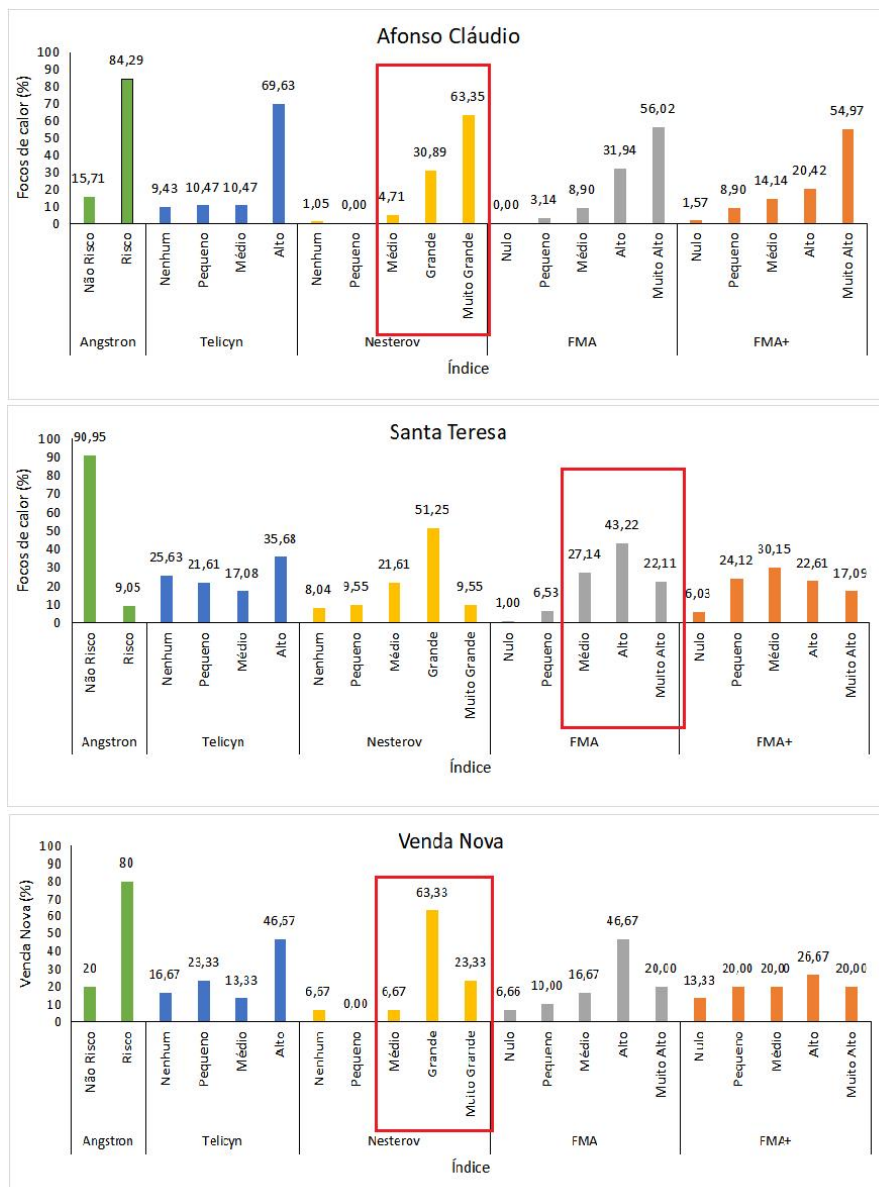 Afonso Cláudio
Focos de calor (%)
100
90
80
70
60
50
40
30
20
10
0
15,71
84,29
9,43
10,47
10,47
69,63
1,05
0,00
4,71
30,89
63,35
0,00
3,14
8,90
31,94
56,02
1,57
8,90
14,14
20,42
54,97
Não Risco
Risco
Nenhum
Pequeno
Médio
Alto
Nenhum
Pequeno
Médio
Grande
Muito Grande
Nulo
Pequeno
Médio
Alto
Muito Alto
Nulo
Pequeno
Médio
Alto
Muito Alto
Angstron
Telicyn
Nesterov
FMA
FMA+
Índice
Santa Teresa
Focos de calor (%)
100
90
80
70
60
50
40
30
20
10
0
90,95
9,05
25,63
21,61
17,08
35,68
8,04
9,55
21,61
51,25
9,55
1,00
6,53
27,14
43,22
22,11
6,03
24,12
30,15
22,61
17,09
Não Risco
Risco
Nenhum
Pequeno
Médio
Alto
Nenhum
Pequeno
Médio
Grande
Muito Grande
Nulo
Pequeno
Médio
Alto
Muito Alto
Nulo
Pequeno
Médio
Alto
Muito Alto
Angstron
Telicyn
Nesterov
FMA
FMA+
Índice
Venda Nova
Venda Nova (%)
100
90
80
70
60
50
40
30
20
10
0
20
80
16,67
23,33
13,33
46,67
6,67
0,00
6,67
63,33
23,33
6,66
10,00
16,67
46,67
20,00
13,33
20,00
20,00
26,67
20,00
Não Risco
Risco
Nenhum
Pequeno
Médio
Alto
Nenhum
Pequeno
Médio
Grande
Muito Grande
Nulo
Pequeno
Médio
Alto
Muito Alto
Nulo
Pequeno
Médio
Alto
Muito Alto
Angstron
Telicyn
Nesterov
FMA
FMA+
Índice